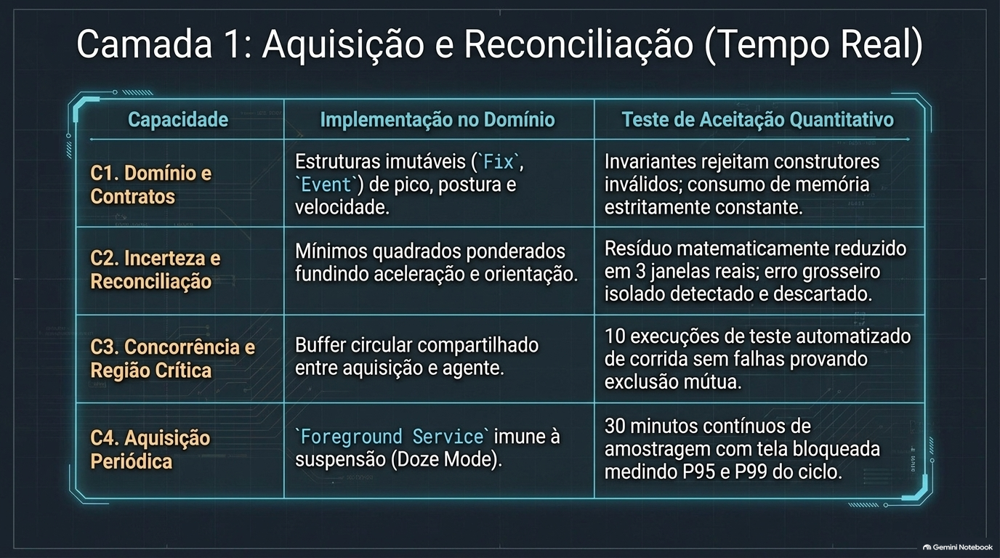 Camada 1: Aquisição e Reconciliação (Tempo Real)
Capacidade
Implementação no Domínio
Teste de Aceitação Quantitativo
C1. Domínio e
Contratos
Estruturas imutáveis (`Fix`,
`Event`) de pico, postura e
velocidade.
Invariantes rejeitam construtores
inválidos; consumo de memória
estritamente constante.
C2. Incerteza e
Reconciliação
Mínimos quadrados ponderados
fundindo aceleração e orientação.
Resíduo matematicamente reduzido
em 3 janelas reais; erro grosseiro
isolado detectado e descartado.
C3. Concorrência e
Região Crítica
Buffer circular compartilhado
entre aquisição e agente.
10 execuções de teste automatizado
de corrida sem falhas provando
exclusão mútua.
C4. Aquisição
Periódica
`Foreground Service` imune à
suspensão (Doze Mode).
30 minutos contínuos de
amostragem com tela bloqueada
medindo P95 e P99 do ciclo.
Gemini Notebook